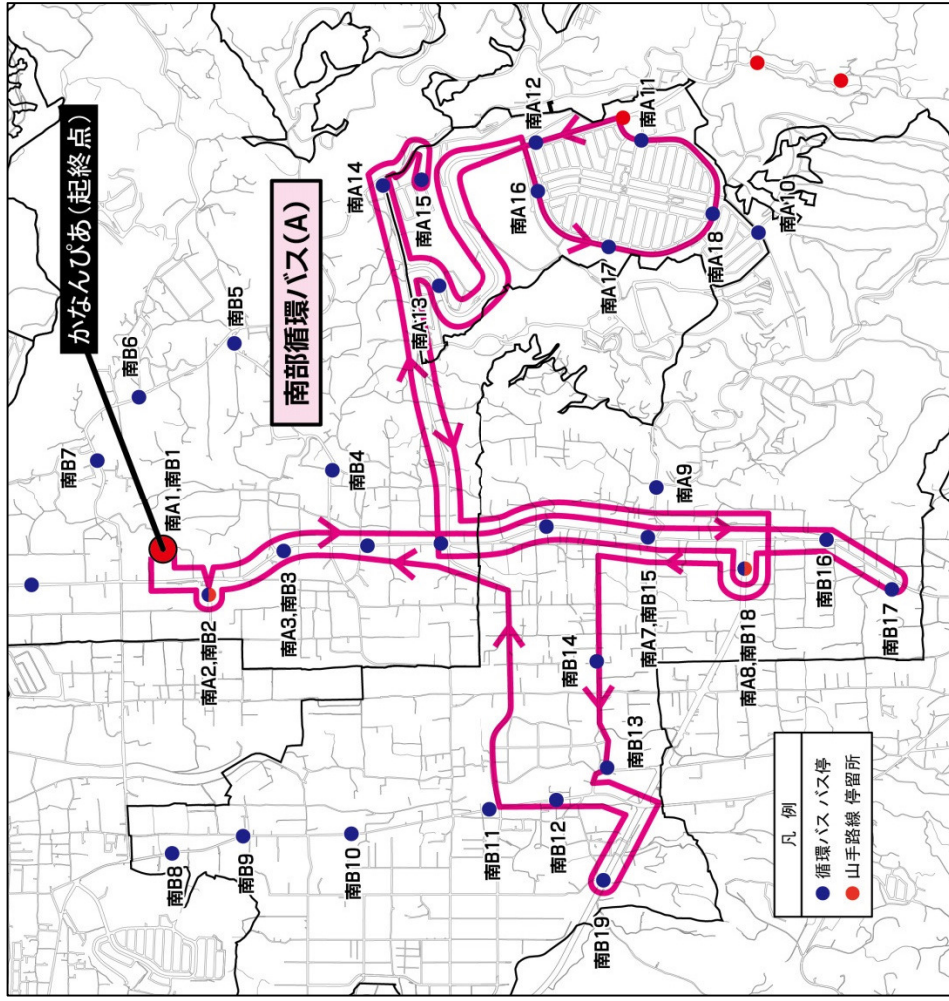 かなんぴあ(起終点)
南部循環バス(A)
南B7
南B6
南B5
南A1,南B1
南B4
南A2,南B2
南A3,南B3
南A14
南A15
南A13
南A12
南A11
南A16
南A17
南A18
南A10
南A9
南A7,南B15
南A8,南B18
南B16
南B17
南B14
南B13
南B11
南B12
南B19
南B8
南B9
南B10
凡 例
循環バス バス停
山手路線 停留所